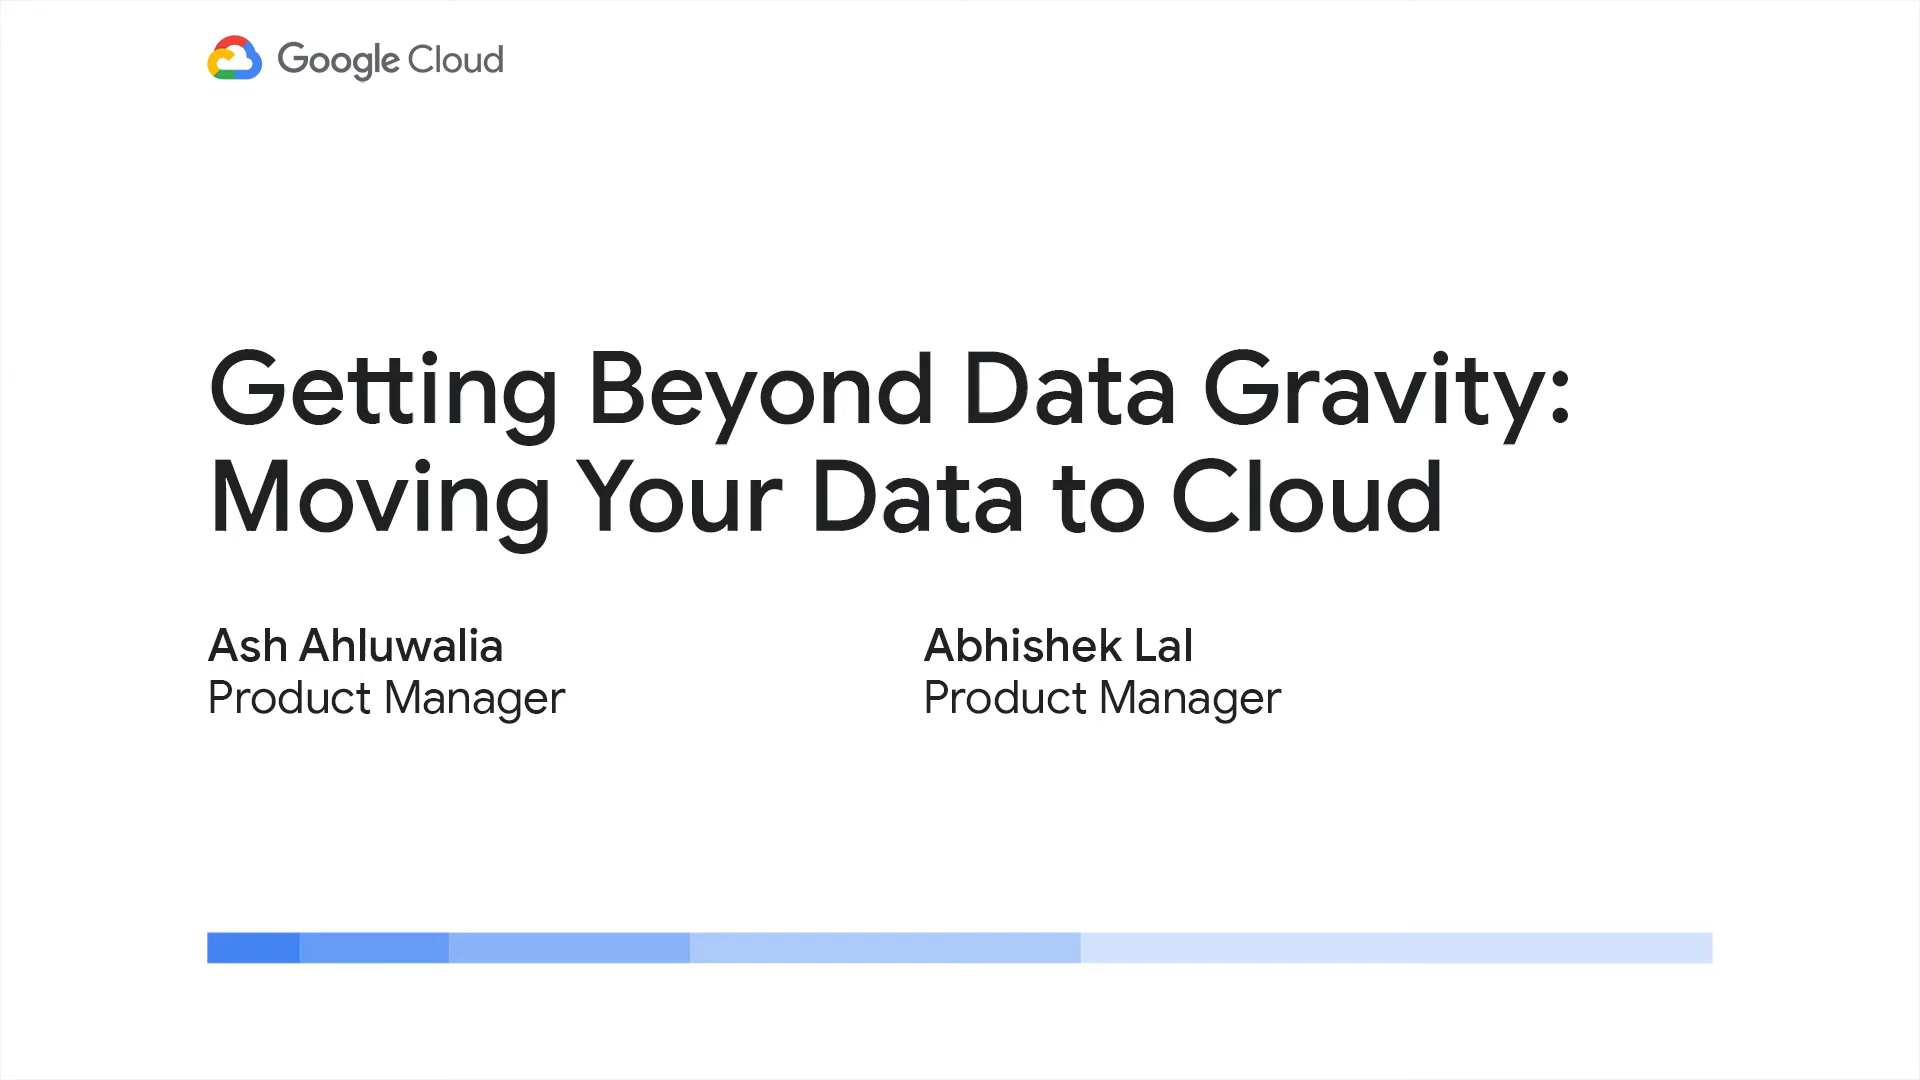 Google Cloud
Getting Beyond Data Gravity:
Moving Your Data to Cloud
Ash Ahluwalia
Product Manager
Abhishek Lal
Product Manager